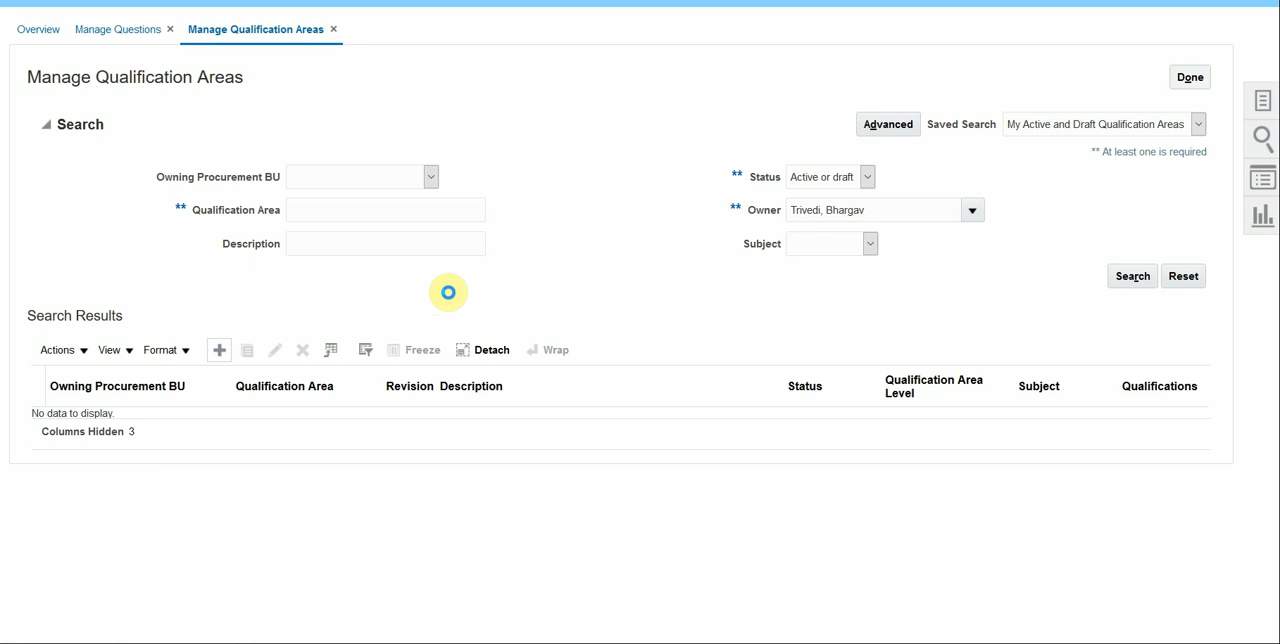 Overview Manage Questions Manage Qualification Areas
Manage Qualification Areas Done
Search Advanced Saved Search My Active and Draft Qualification Areas
** At least one is required
Owning Procurement BU ** Status Active or draft
** Qualification Area ** Owner Trivedi, Bhargav
Description Subject
Search Reset
Search Results
Actions View Format Freeze Detach Wrap
Owning Procurement BU Qualification Area Revision Description Status Qualification Area Level Subject Qualifications
No data to display.
Columns Hidden 3